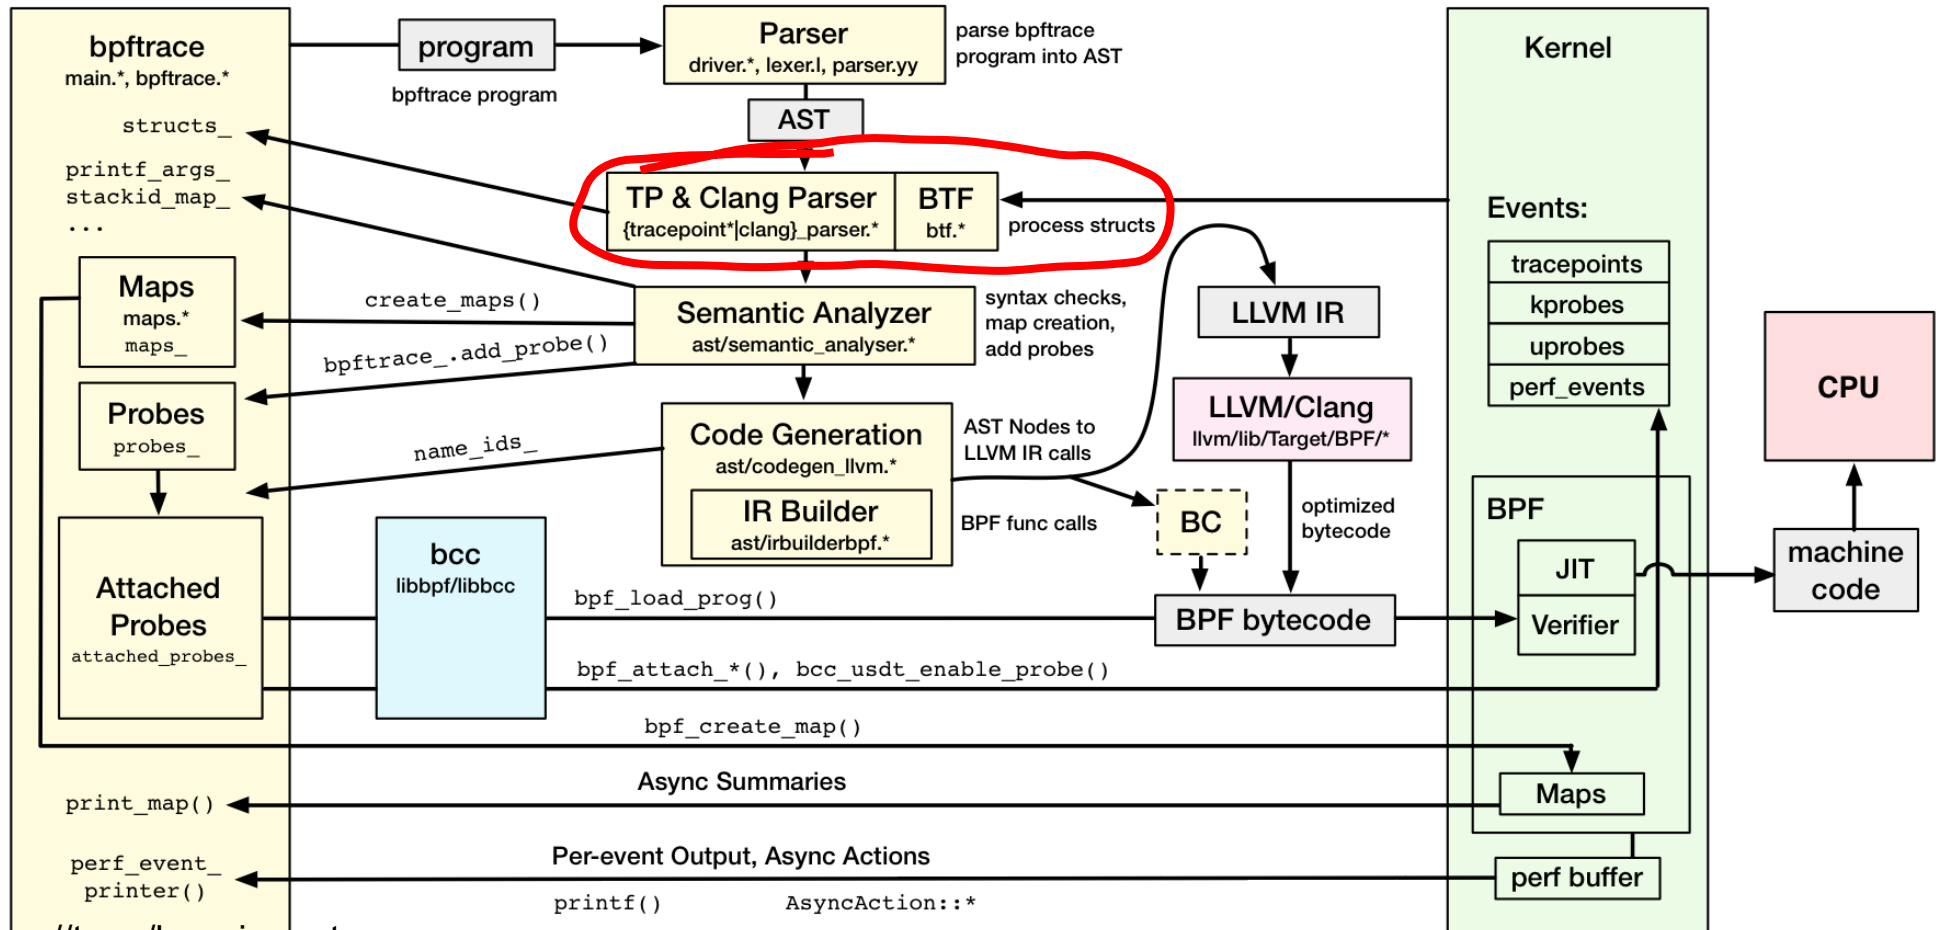 bpftrace
main.*, bpftrace.*
structs_
printf_args_
stackid_map_
...
Maps
maps.*
maps_
Probes
probes_
Attached
Probes
attached_probes_
print_map()
perf_event_
printer()
program
bpftrace program
Parser
driver.*, lexer.l, parser.yy
parse bpftrace
program into AST
AST
TP & Clang Parser
{tracepoint*|clang}_parser.*
BTF
btf.*
process structs
create_maps()
bpftrace_.add_probe()
name_ids_
Semantic Analyzer
ast/semantic_analyser.*
syntax checks,
map creation,
add probes
Code Generation
ast/codegen_llvm.*
IR Builder
ast/irbuilderbpf.*
AST Nodes to
LLVM IR calls
BPF func calls
LLVM IR
LLVM/Clang
llvm/lib/Target/BPF/*
optimized
bytecode
BC
BPF bytecode
bcc
libbpf/libbcc
bpf_load_prog()
bpf_attach_*(), bcc_usdt_enable_probe()
bpf_create_map()
Async Summaries
Per-event Output, Async Actions
printf()
AsyncAction::*
Kernel
Events:
tracepoints
kprobes
uprobes
perf_events
BPF
JIT
Verifier
Maps
perf buffer
CPU
machine
code